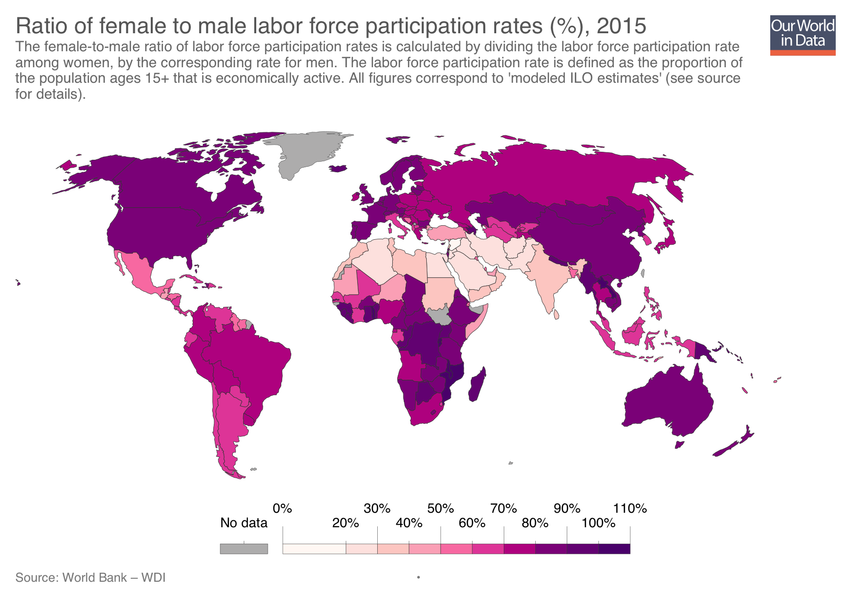 Ratio of female to male labor force participation rates (%), 2015
Our World
in Data
The female-to-male ratio of labor force participation rates is calculated by dividing the labor force participation rate
among women, by the corresponding rate for men. The labor force participation rate is defined as the proportion of
the population ages 15+ that is economically active. All figures correspond to 'modeled ILO estimates' (see source
for details).
0% 30% 50% 70% 90% 110%
No data 20% 40% 60% 80% 100%
Source: World Bank – WDI